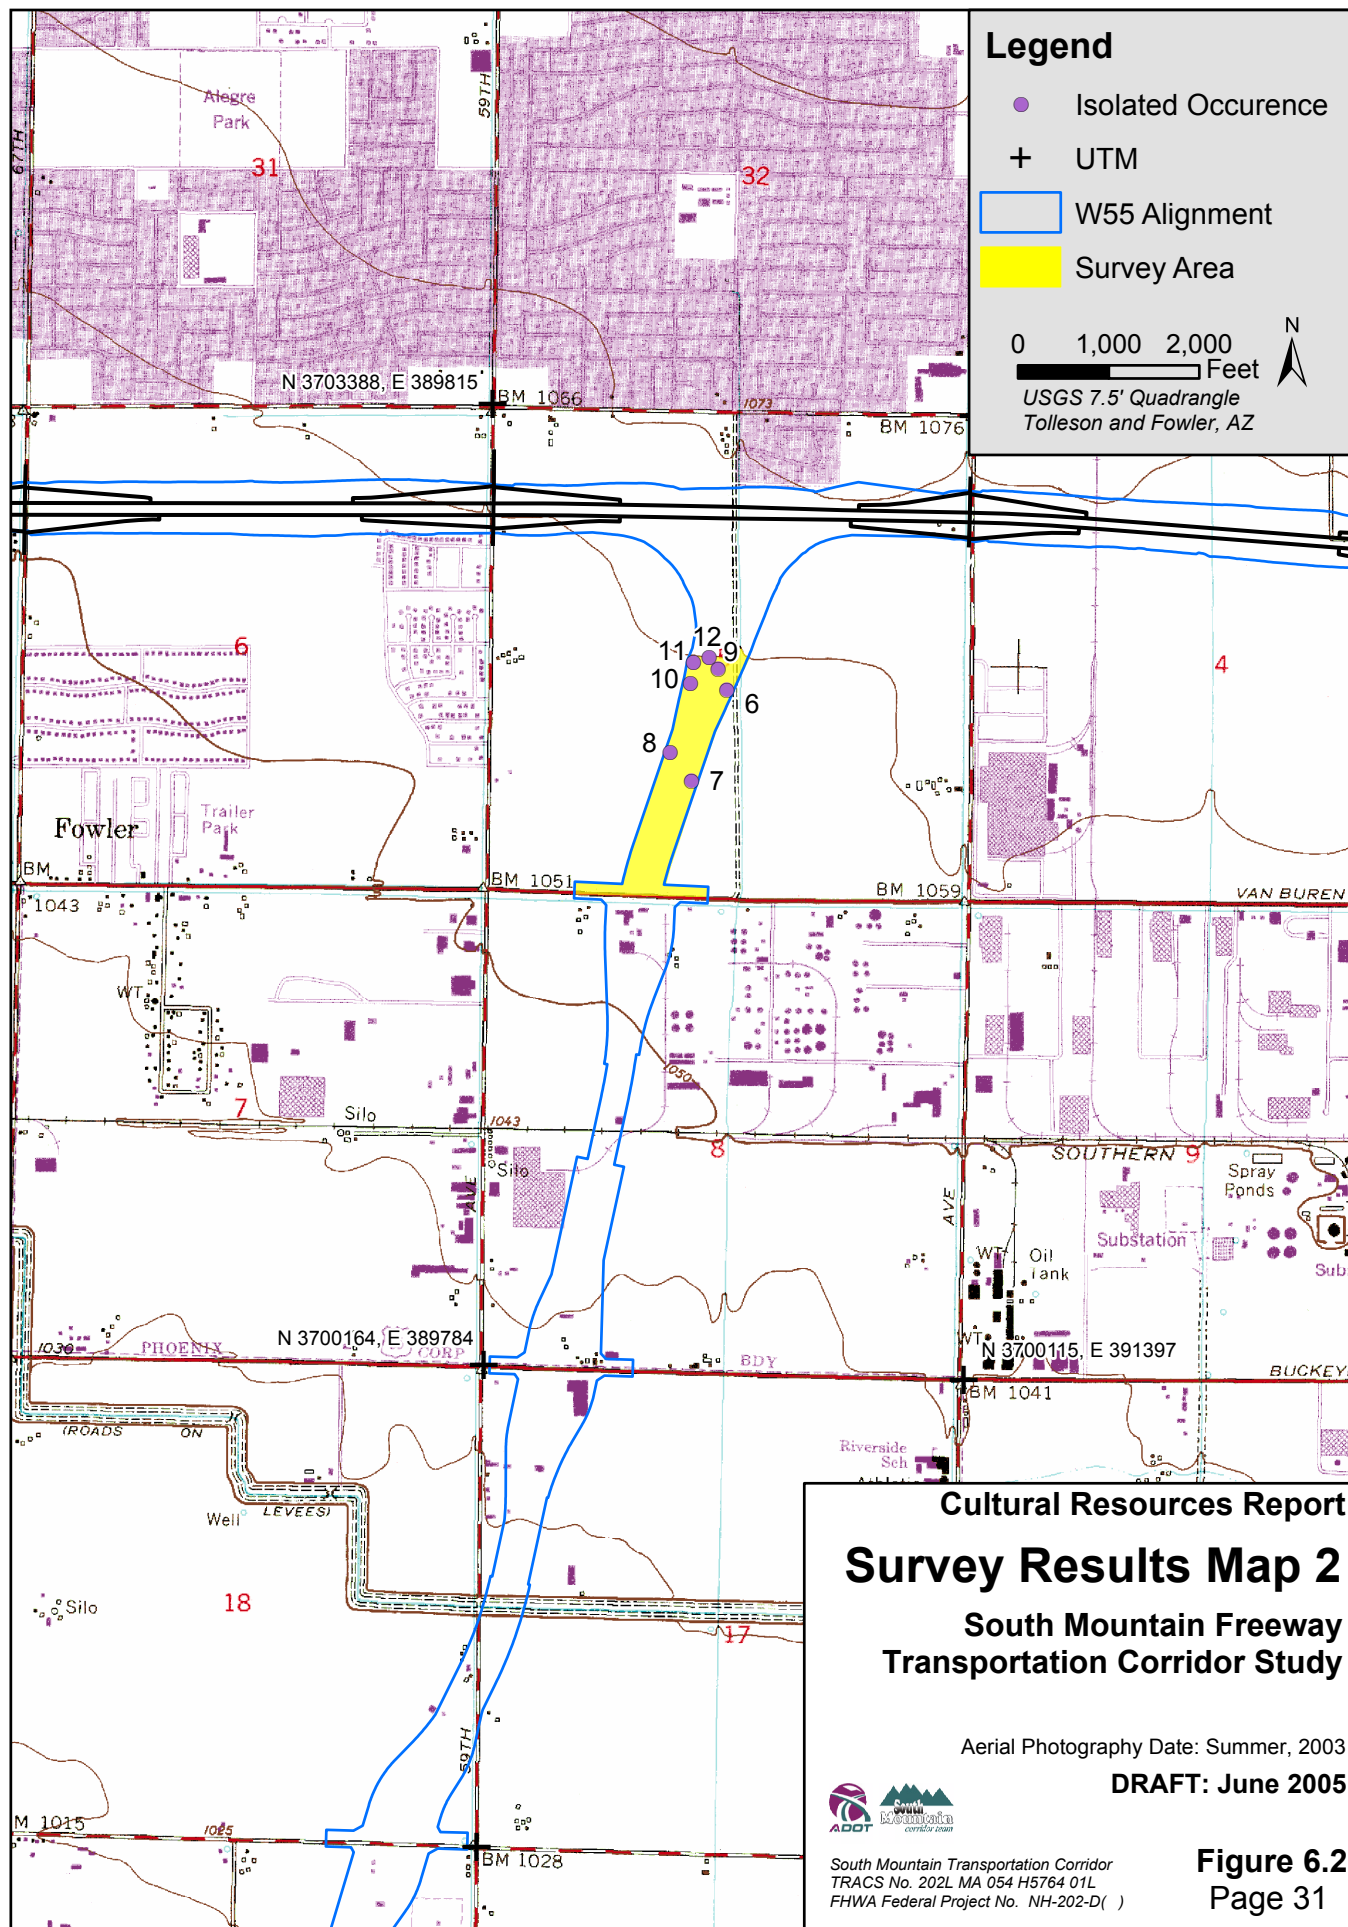 Legend
Isolated Occurence
UTM
W55 Alignment
Survey Area
0 1,000 2,000
Feet
N
USGS 7.5' Quadrangle
Tolleson and Fowler, AZ
67TH
59TH
Alegre
Park
31
32
N 3703388, E 389815
BM 1066
1073
BM 1076
6
4
12
11
9
10
6
8
7
Trailer
Park
Fowler
BM
1043
BM 1051
BM 1059
VAN BUREN
WT
1050
7
Silo
1043
8
SOUTHERN
9
Silo
Spray
Ponds
AVE
AVE
Substation
Sub
WT
Oil
Tank
WT
N 3700164, E 389784
N 3700115, E 391397
1036
PHOENIX
CORP
BDY
BUCKEY
BM 1041
(ROADS ON
LEVEES)
Riverside
Sch
Well
18
Silo
17
59TH
M 1015
1025
BM 1028
Cultural Resources Report
Survey Results Map 2
South Mountain Freeway
Transportation Corridor Study
Aerial Photography Date: Summer, 2003
DRAFT: June 2005
ADOT
South
Mountain
corridor team
South Mountain Transportation Corridor
TRACS No. 202L MA 054 H5764 01L
FHWA Federal Project No. NH-202-D( )
Figure 6.2
Page 31